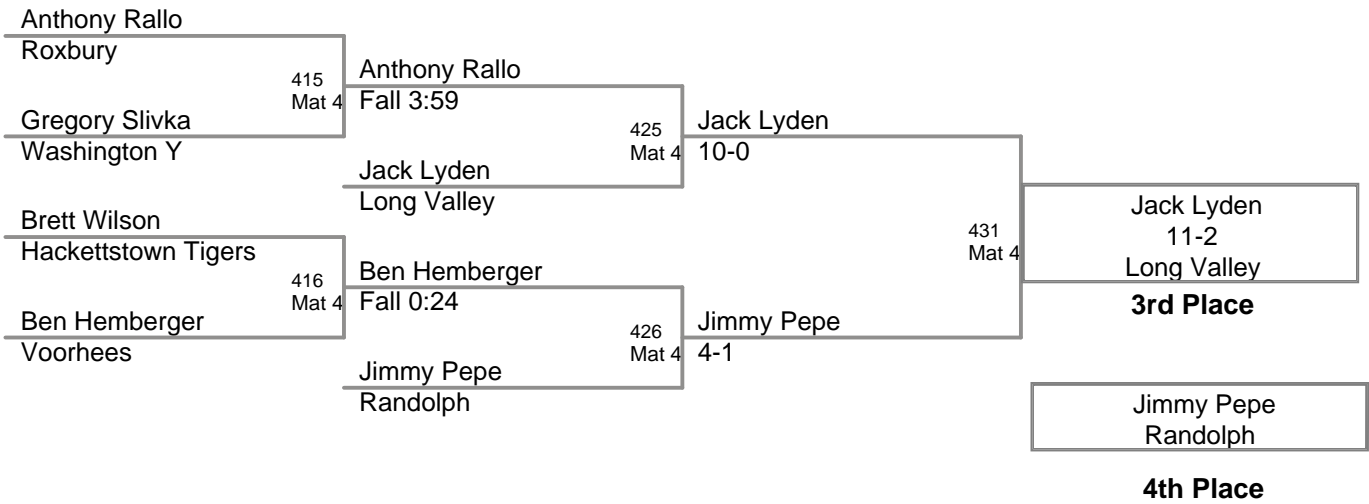 Anthony Rallo
Roxbury
415
Mat 4
Gregory Slivka
Washington Y
Anthony Rallo
Fall 3:59
425
Mat 4
Jack Lyden
Long Valley
Jack Lyden
10-0
Brett Wilson
Hackettstown Tigers
416
Mat 4
Ben Hemberger
Voorhees
Ben Hemberger
Fall 0:24
426
Mat 4
Jimmy Pepe
Randolph
Jimmy Pepe
4-1
431
Mat 4
Jack Lyden
11-2
Long Valley
3rd Place
Jimmy Pepe
Randolph
4th Place